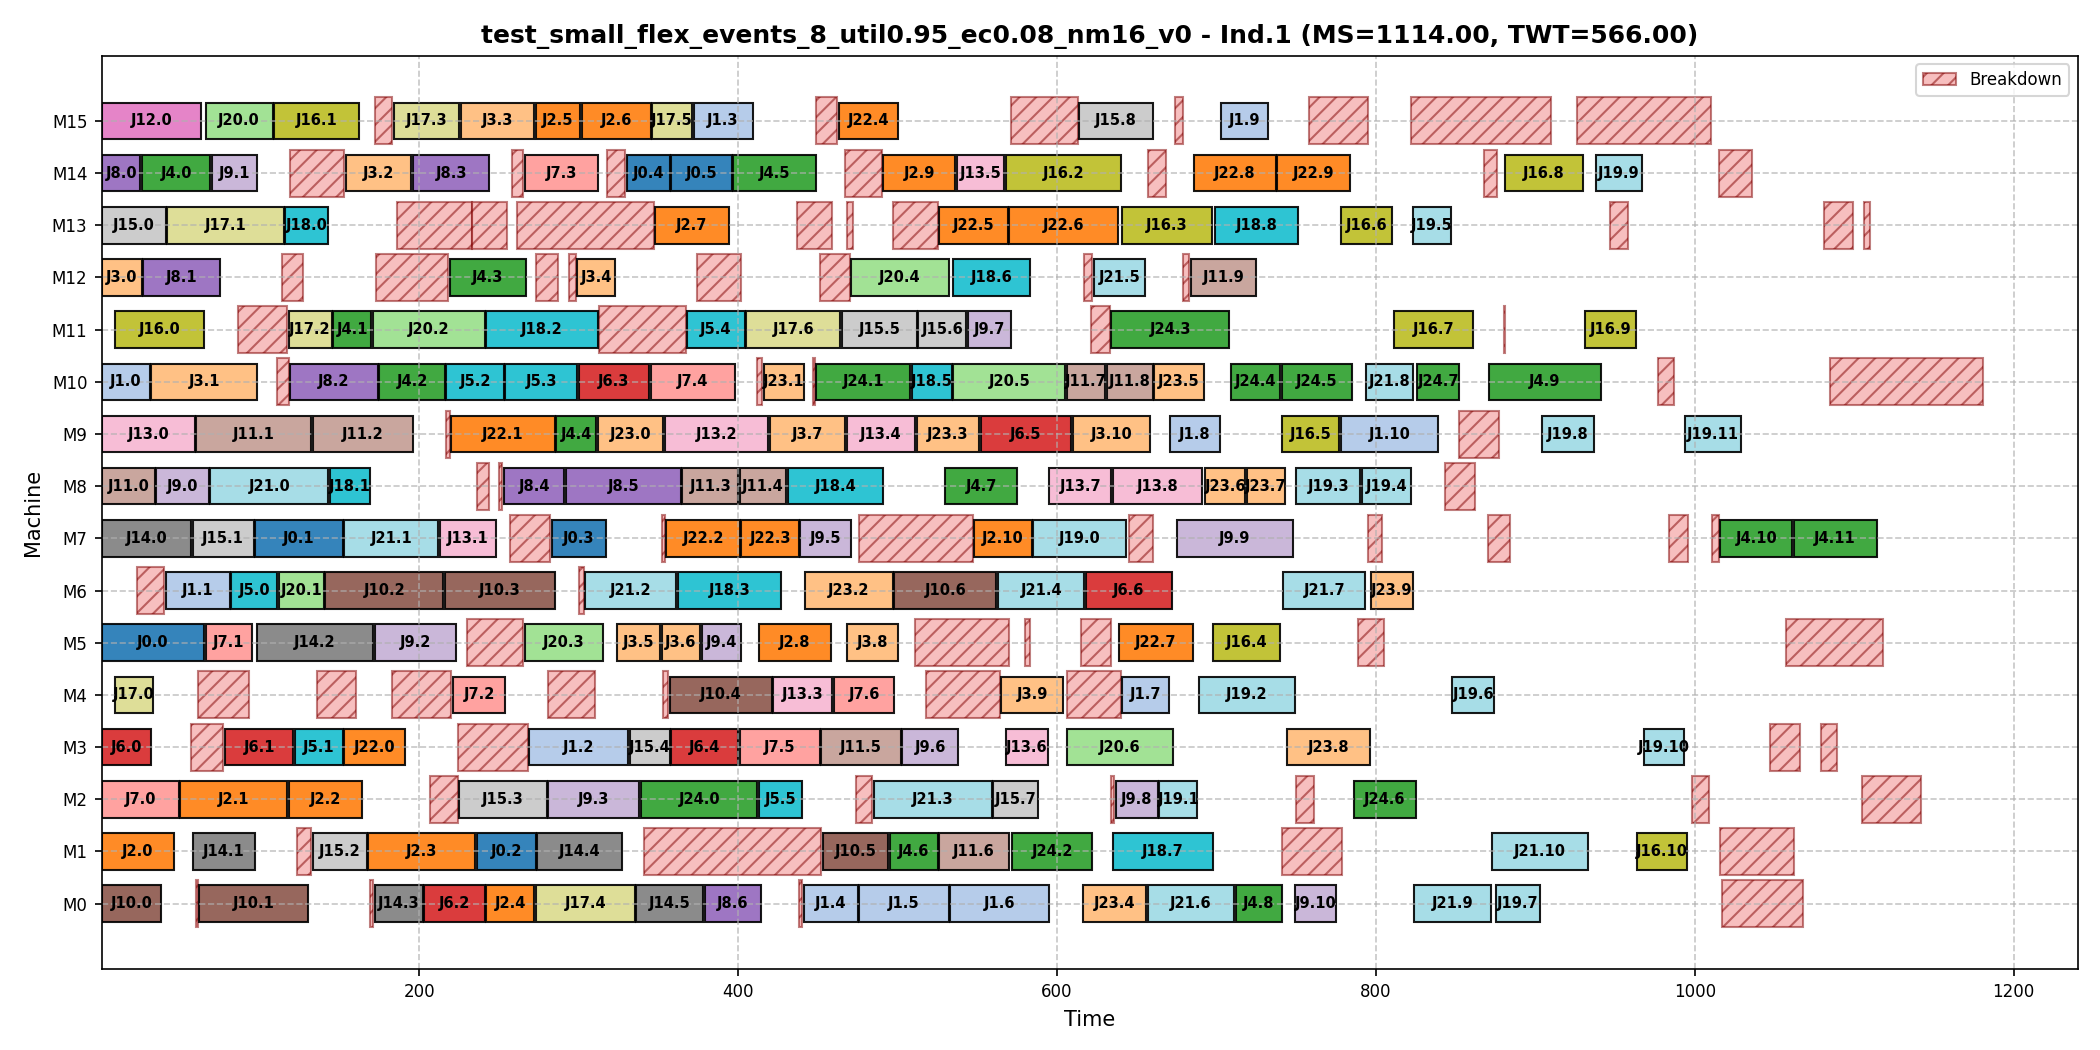 test_small_flex_events_8_util0.95_ec0.08_nm16_v0 - Ind.1 (MS=1114.00, TWT=566.00)
Breakdown
M15 J12.0 J20.0 J16.1 J17.3 J3.3 J2.5 J2.6 J17.5 J1.3 J22.4 J15.8 J1.9
M14 J8.0 J4.0 J9.1 J3.2 J8.3 J7.3 J0.4 J0.5 J4.5 J2.9 J13.5 J16.2 J22.8 J22.9 J16.8 J19.9
M13 J15.0 J17.1 J18.0 J2.7 J22.5 J22.6 J16.3 J18.8 J16.6 J19.5
M12 J3.0 J8.1 J4.3 J3.4 J20.4 J18.6 J21.5 J11.9
M11 J16.0 J17.2 J4.1 J20.2 J18.2 J5.4 J17.6 J15.5 J15.6 J9.7 J24.3 J16.7 J16.9
M10 J1.0 J3.1 J8.2 J4.2 J5.2 J5.3 J6.3 J7.4 J23.1 J24.1 J18.5 J20.5 J11.7 J11.8 J23.5 J24.4 J24.5 J21.8 J24.7 J4.9
M9 J13.0 J11.1 J11.2 J22.1 J4.4 J23.0 J13.2 J3.7 J13.4 J23.3 J6.5 J3.10 J1.8 J16.5 J1.10 J19.8 J19.11
M8 J11.0 J9.0 J21.0 J18.1 J8.4 J8.5 J11.3 J11.4 J18.4 J4.7 J13.7 J13.8 J23.6 J23.7 J19.3 J19.4
M7 J14.0 J15.1 J0.1 J21.1 J13.1 J0.3 J22.2 J22.3 J9.5 J2.10 J19.0 J9.9 J4.10 J4.11
M6 J1.1 J5.0 J20.1 J10.2 J10.3 J21.2 J18.3 J23.2 J10.6 J21.4 J6.6 J21.7 J23.9
M5 J0.0 J7.1 J14.2 J9.2 J20.3 J3.5 J3.6 J9.4 J2.8 J3.8 J22.7 J16.4
M4 J17.0 J7.2 J10.4 J13.3 J7.6 J3.9 J1.7 J19.2 J19.6
M3 J6.0 J6.1 J5.1 J22.0 J1.2 J15.4 J6.4 J7.5 J11.5 J9.6 J13.6 J20.6 J23.8 J19.10
M2 J7.0 J2.1 J2.2 J15.3 J9.3 J24.0 J5.5 J21.3 J15.7 J9.8 J19.1 J24.6
M1 J2.0 J14.1 J15.2 J2.3 J0.2 J14.4 J10.5 J4.6 J11.6 J24.2 J18.7 J21.10 J16.10
M0 J10.0 J10.1 J14.3 J6.2 J2.4 J17.4 J14.5 J8.6 J1.4 J1.5 J1.6 J23.4 J21.6 J4.8 J9.10 J21.9 J19.7
Machine
200 400 600 800 1000 1200
Time